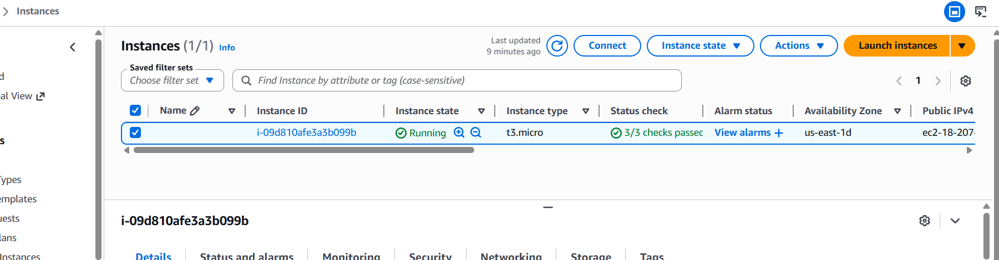 Instances
Instances (1/1) Info
Last updated
9 minutes ago
Connect
Instance state
Actions
Launch instances
Saved filter sets
Choose filter set
Find Instance by attribute or tag (case-sensitive)
1
d
al View
s
Types
emplates
uests
lans
Instances
Name Instance ID Instance state Instance type Status check Alarm status Availability Zone Public IPv4
i-09d810afe3a3b099b Running t3.micro 3/3 checks passed View alarms + us-east-1d ec2-18-207-
i-09d810afe3a3b099b
Details Status and alarms Monitoring Security Networking Storage Tags